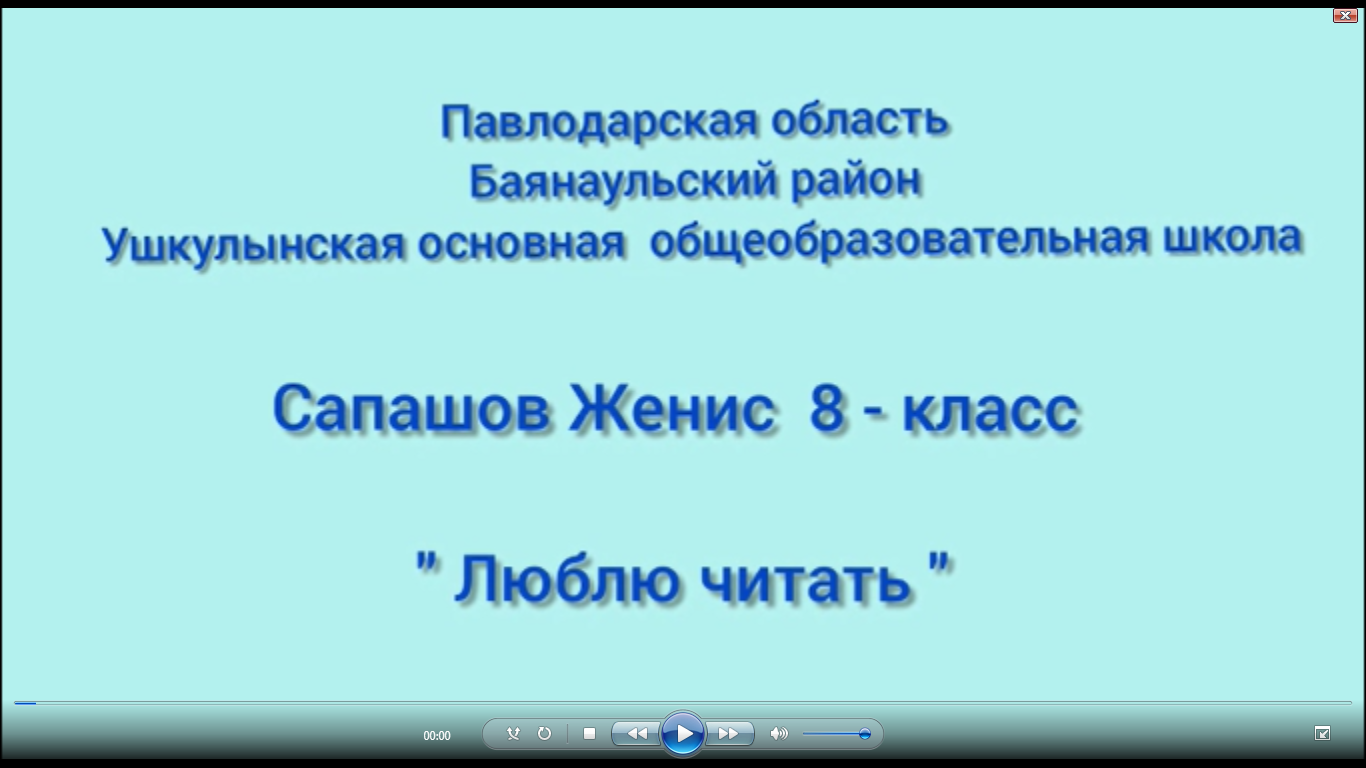 Павлодарская область
Баянаульский район
Ушкулынская основная общеобразовательная школа
Сапашов Женис 8 - класс
" Люблю читать "
00:00